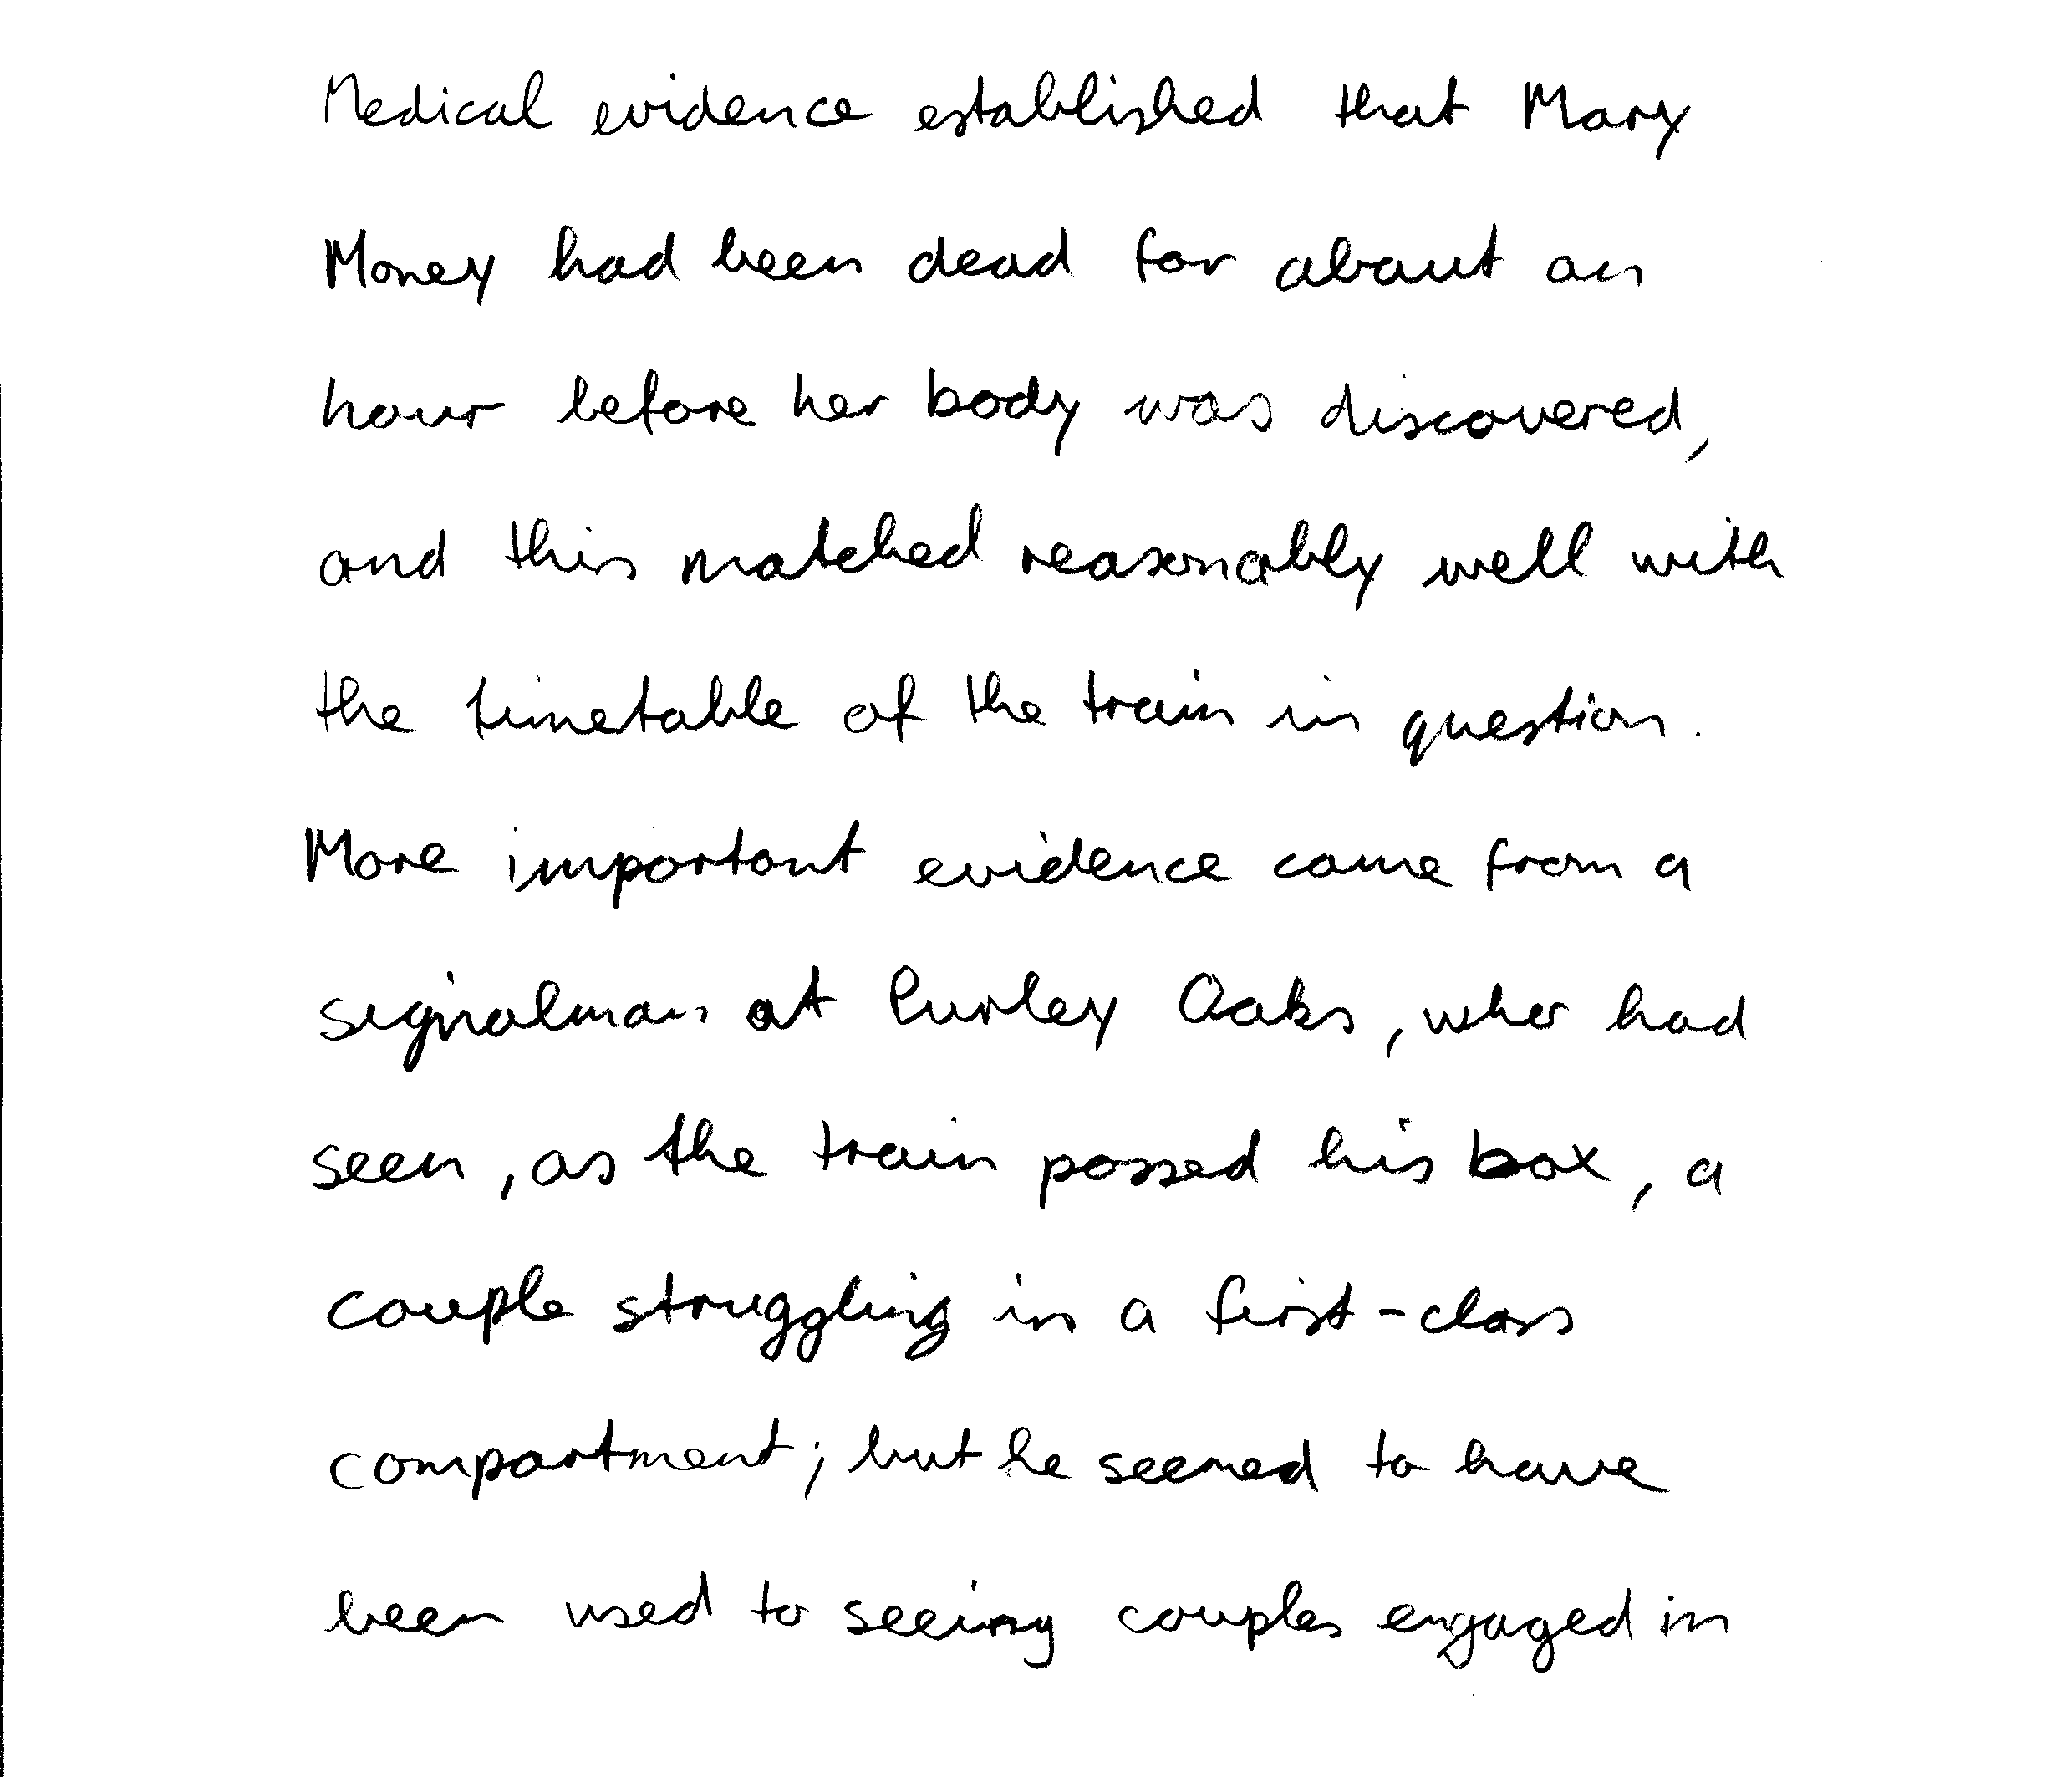 Medical evidence established that Mary
Money had been dead for about an
hour before her body was discovered,
and this matched reasonably well with
the timetable of the train in question.
More important evidence came from a
signalman at Purley Oaks, who had
seen, as the train passed his box, a
couple struggling in a first-class
compartment; but he seemed to have
been used to seeing couples engaged in